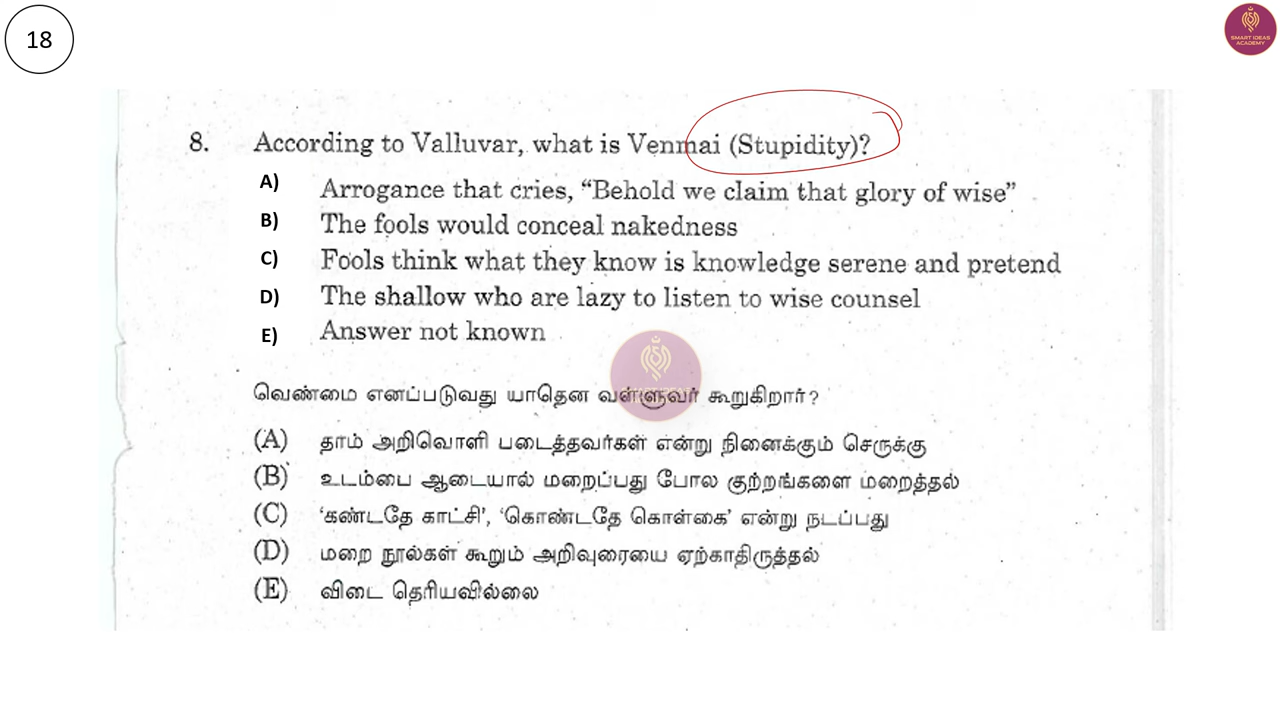 18
SMART IDEAS
ACADEMY
8. According to Valluvar, what is Venmai (Stupidity)?
A) Arrogance that cries, “Behold we claim that glory of wise”
B) The fools would conceal nakedness
C) Fools think what they know is knowledge serene and pretend
D) The shallow who are lazy to listen to wise counsel
E) Answer not known
வெண்மை எனப்படுவது யாதென வள்ளுவர் கூறுகிறார்?
(A) தாம் அறிவொளி படைத்தவர்கள் என்று நினைக்கும் செருக்கு
(B) உடம்பை ஆடையால் மறைப்பது போல குற்றங்களை மறைத்தல்
(C) ‘கண்டதே காட்சி’, ‘கொண்டதே கொள்கை’ என்று நடப்பது
(D) மறை நூல்கள் கூறும் அறிவுரையை ஏற்காதிருத்தல்
(E) விடை தெரியவில்லை